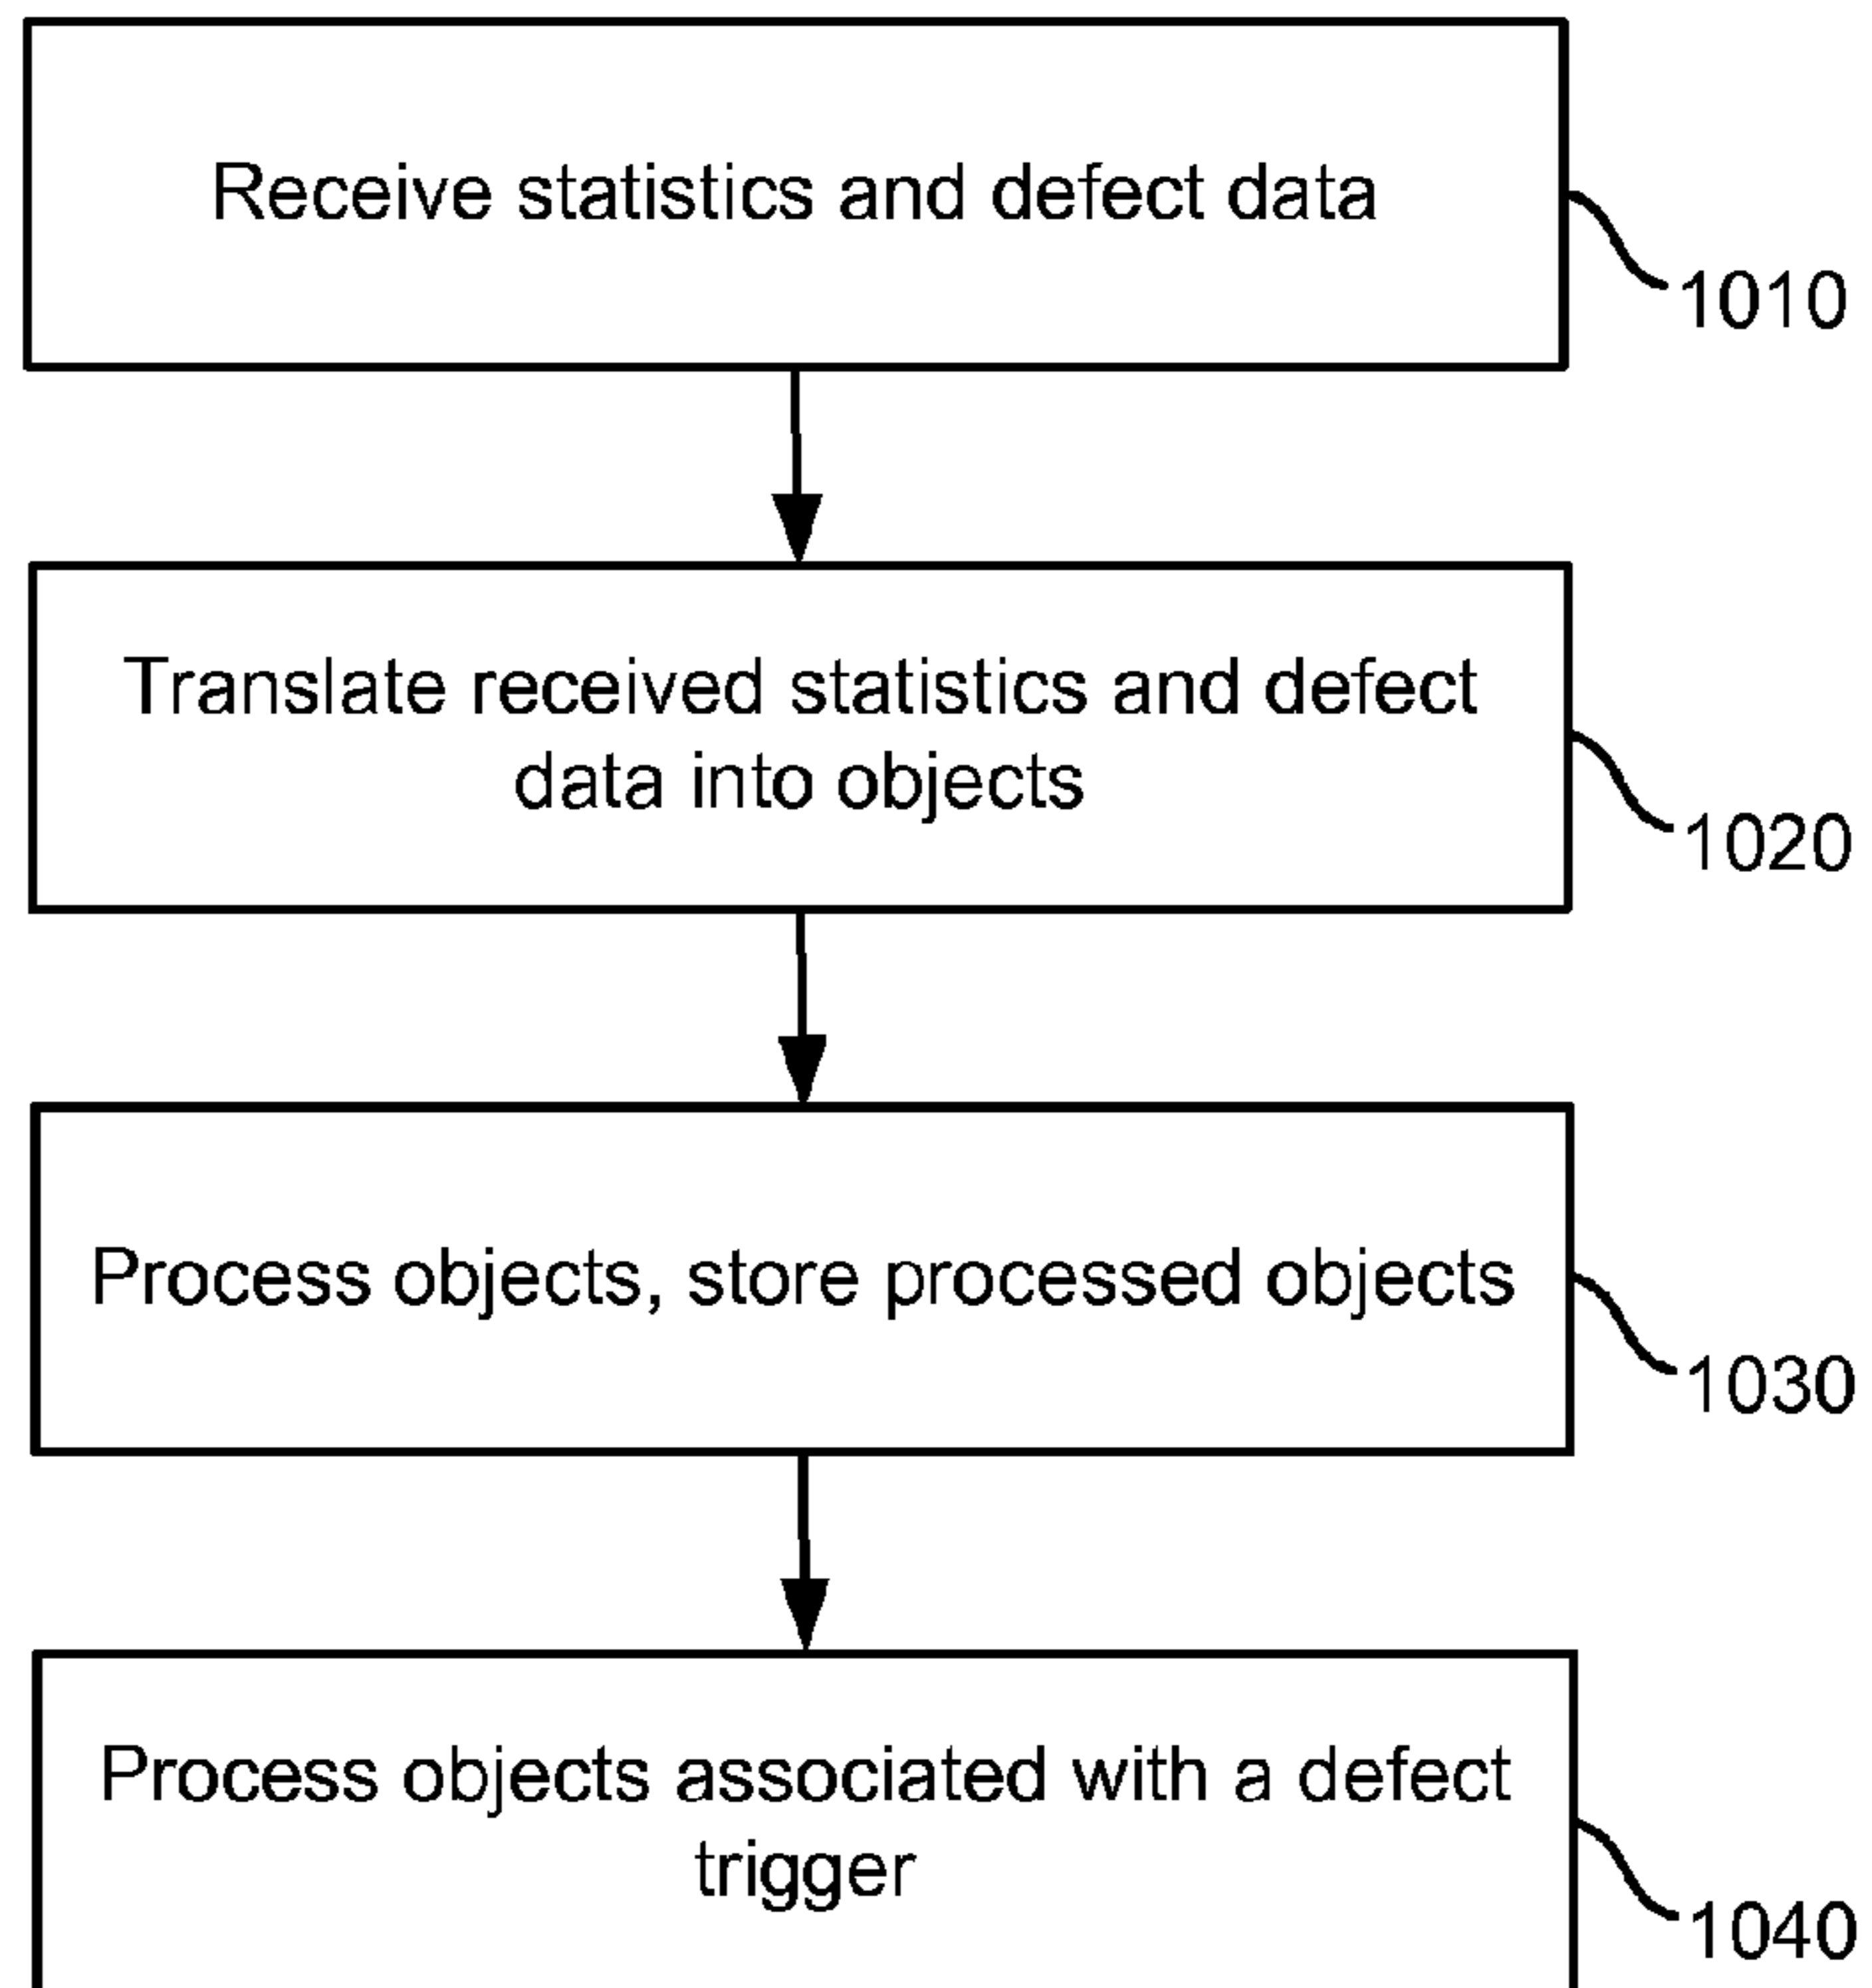 Receive statistics and defect data
1010
Translate received statistics and defect
data into objects
1020
Process objects, store processed objects
1030
Process objects associated with a defect
trigger
1040